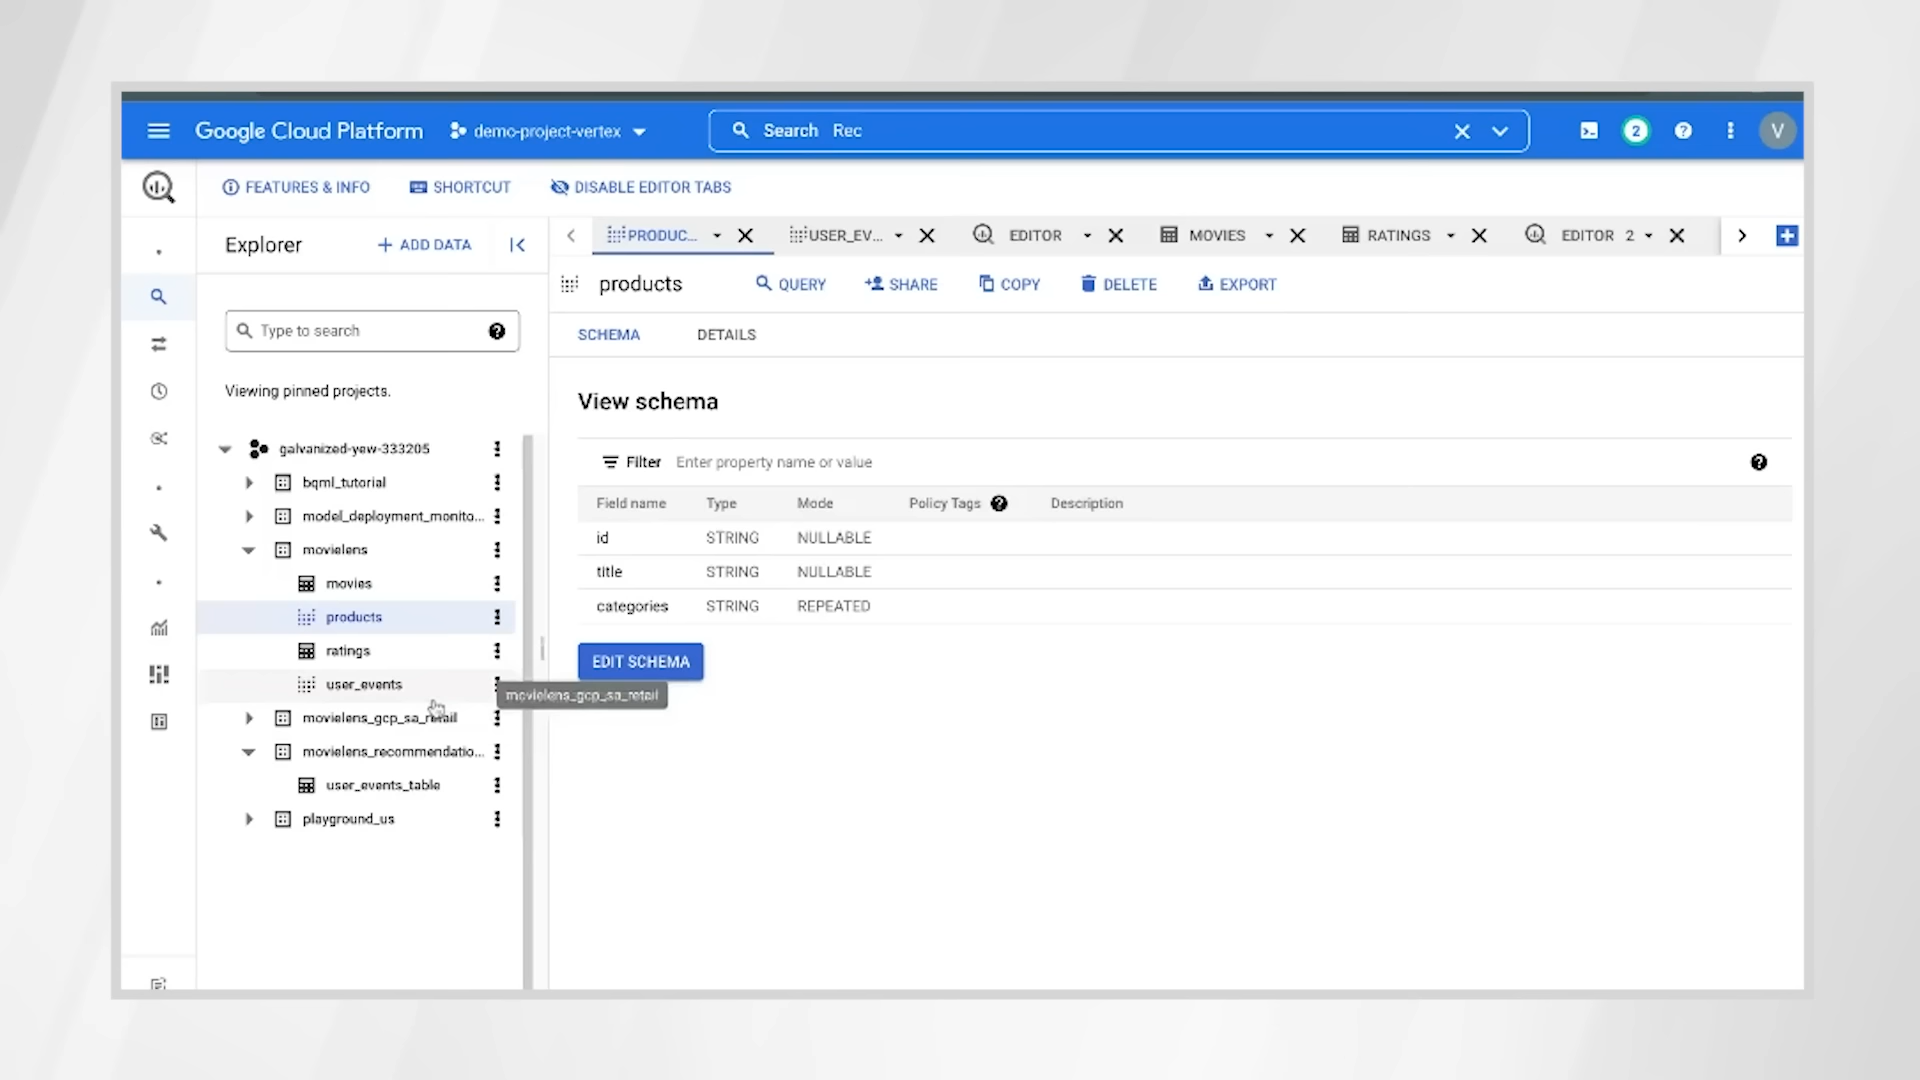 Google Cloud Platform demo-project-vertex Search Rec 2 V
FEATURES & INFO SHORTCUT DISABLE EDITOR TABS
Explorer + ADD DATA
PRODUC... USER_EV... EDITOR MOVIES RATINGS EDITOR 2
products QUERY SHARE COPY DELETE EXPORT
Type to search
SCHEMA DETAILS
Viewing pinned projects.
View schema
galvanized-yew-333205
bqml_tutorial
model_deployment_monito...
movielens
movies
products
ratings
user_events
movielens_gcp_sa_retail
movielens_recommendatio...
user_events_table
playground_us
Filter Enter property name or value
Field name Type Mode Policy Tags Description
id STRING NULLABLE
title STRING NULLABLE
categories STRING REPEATED
EDIT SCHEMA
movielens_gcp_sa_retail